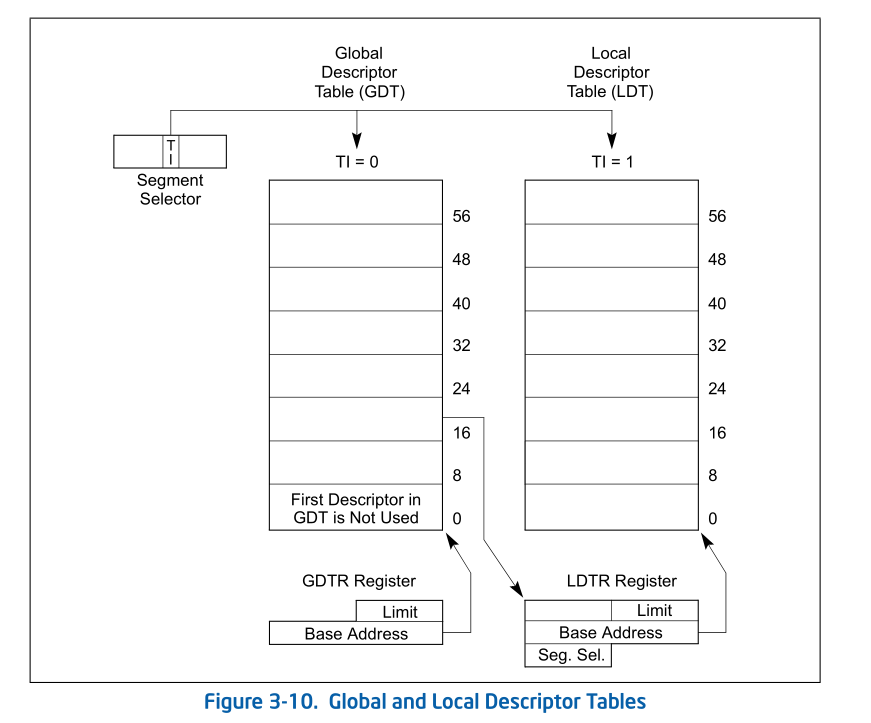 Global
Descriptor
Table (GDT)
Local
Descriptor
Table (LDT)
T
I
Segment
Selector
TI = 0
TI = 1
56
48
40
32
24
16
8
First Descriptor in
GDT is Not Used
0
56
48
40
32
24
16
8
0
GDTR Register
Limit
Base Address
LDTR Register
Limit
Base Address
Seg. Sel.
Figure 3-10. Global and Local Descriptor Tables